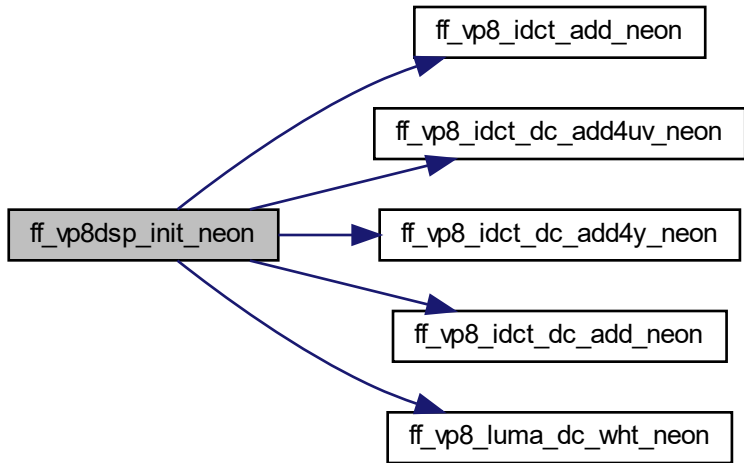 ff_vp8_idct_add_neon
ff_vp8_idct_dc_add4uv_neon
ff_vp8dsp_init_neon
ff_vp8_idct_dc_add4y_neon
ff_vp8_idct_dc_add_neon
ff_vp8_luma_dc_wht_neon